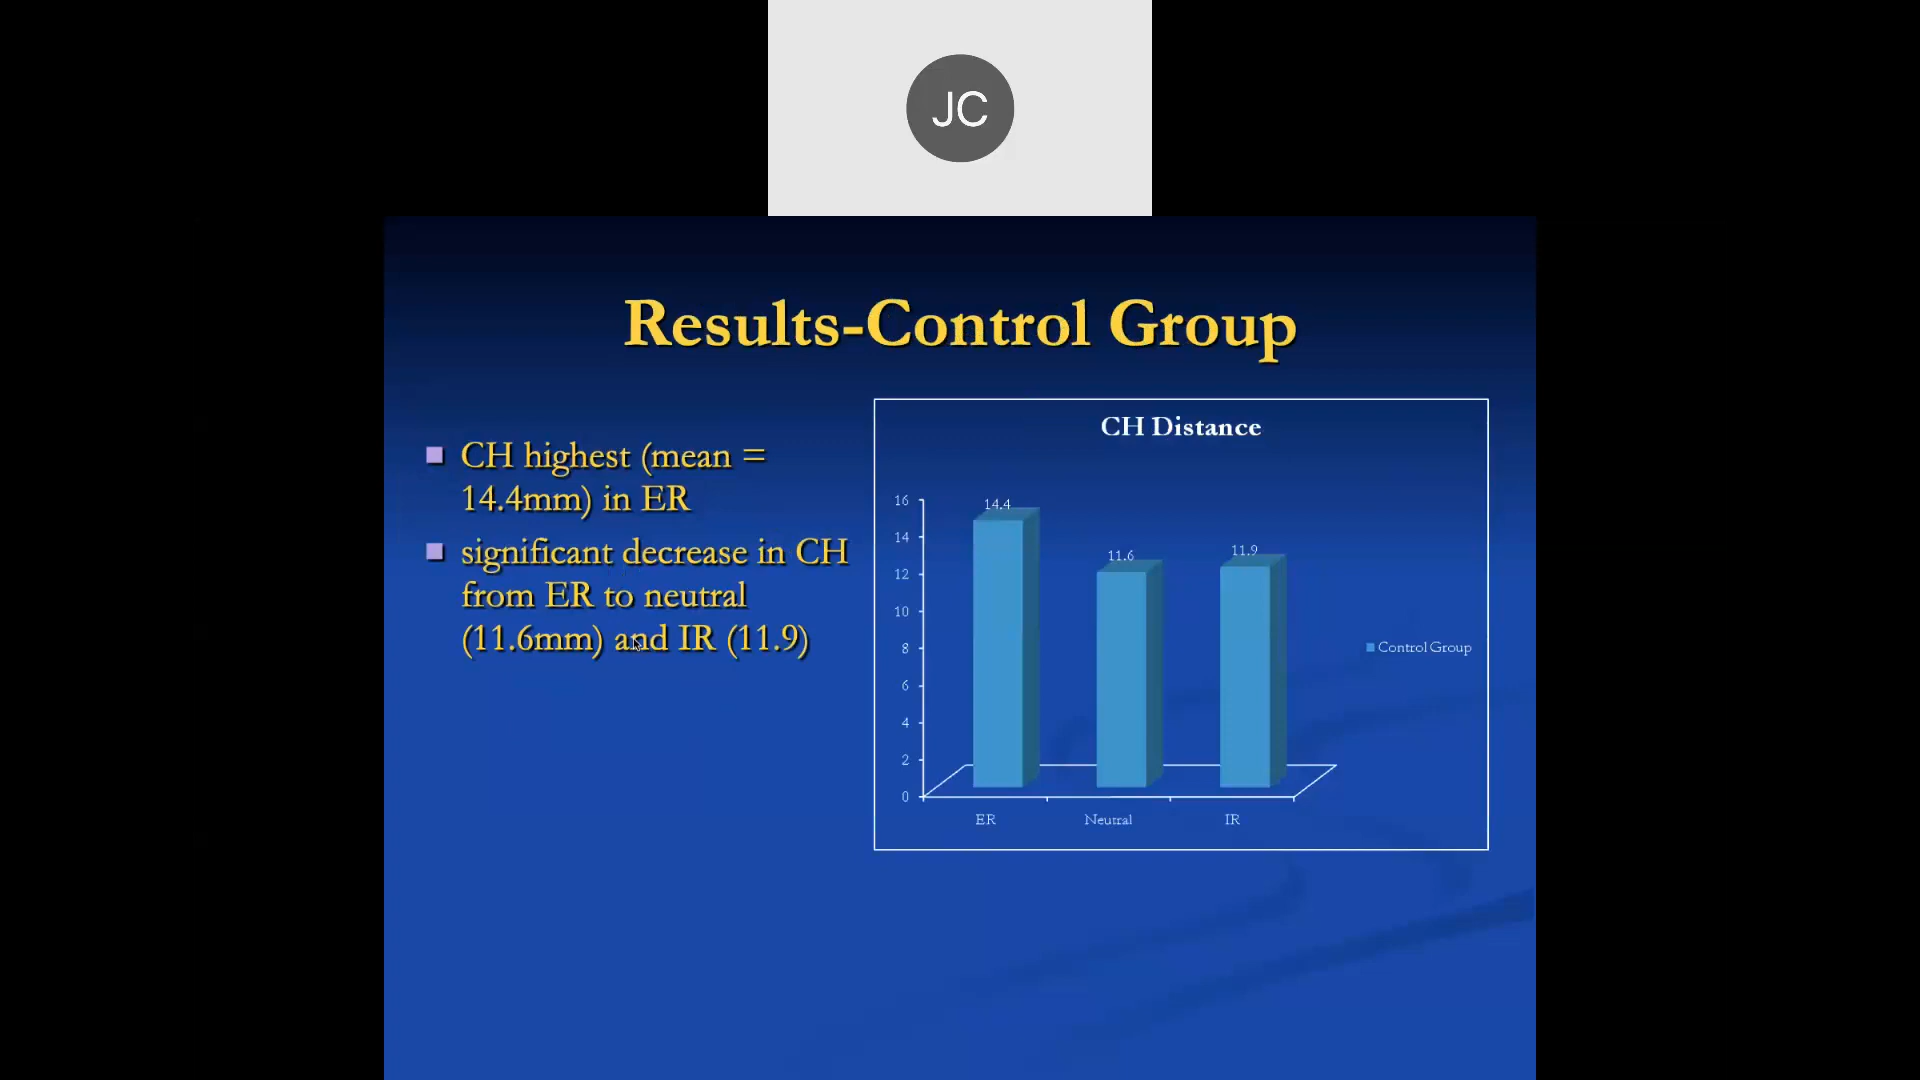 JC
Results-Control Group
CH highest (mean =
14.4mm) in ER
significant decrease in CH
from ER to neutral
(11.6mm) and IR (11.9)
CH Distance
16
14
12
10
8
6
4
2
0
14.4
11.6
11.9
ER
Neutral
IR
Control Group